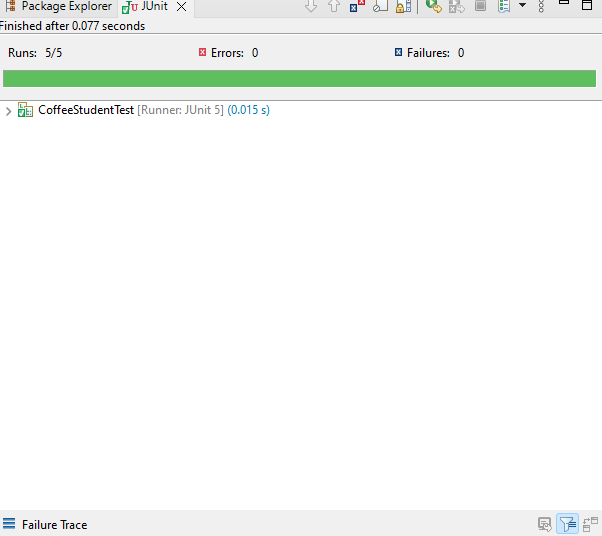 Package Explorer JUnit
Finished after 0.077 seconds
Runs: 5/5 Errors: 0 Failures: 0
CoffeeStudentTest [Runner: JUnit 5] (0.015 s)
Failure Trace